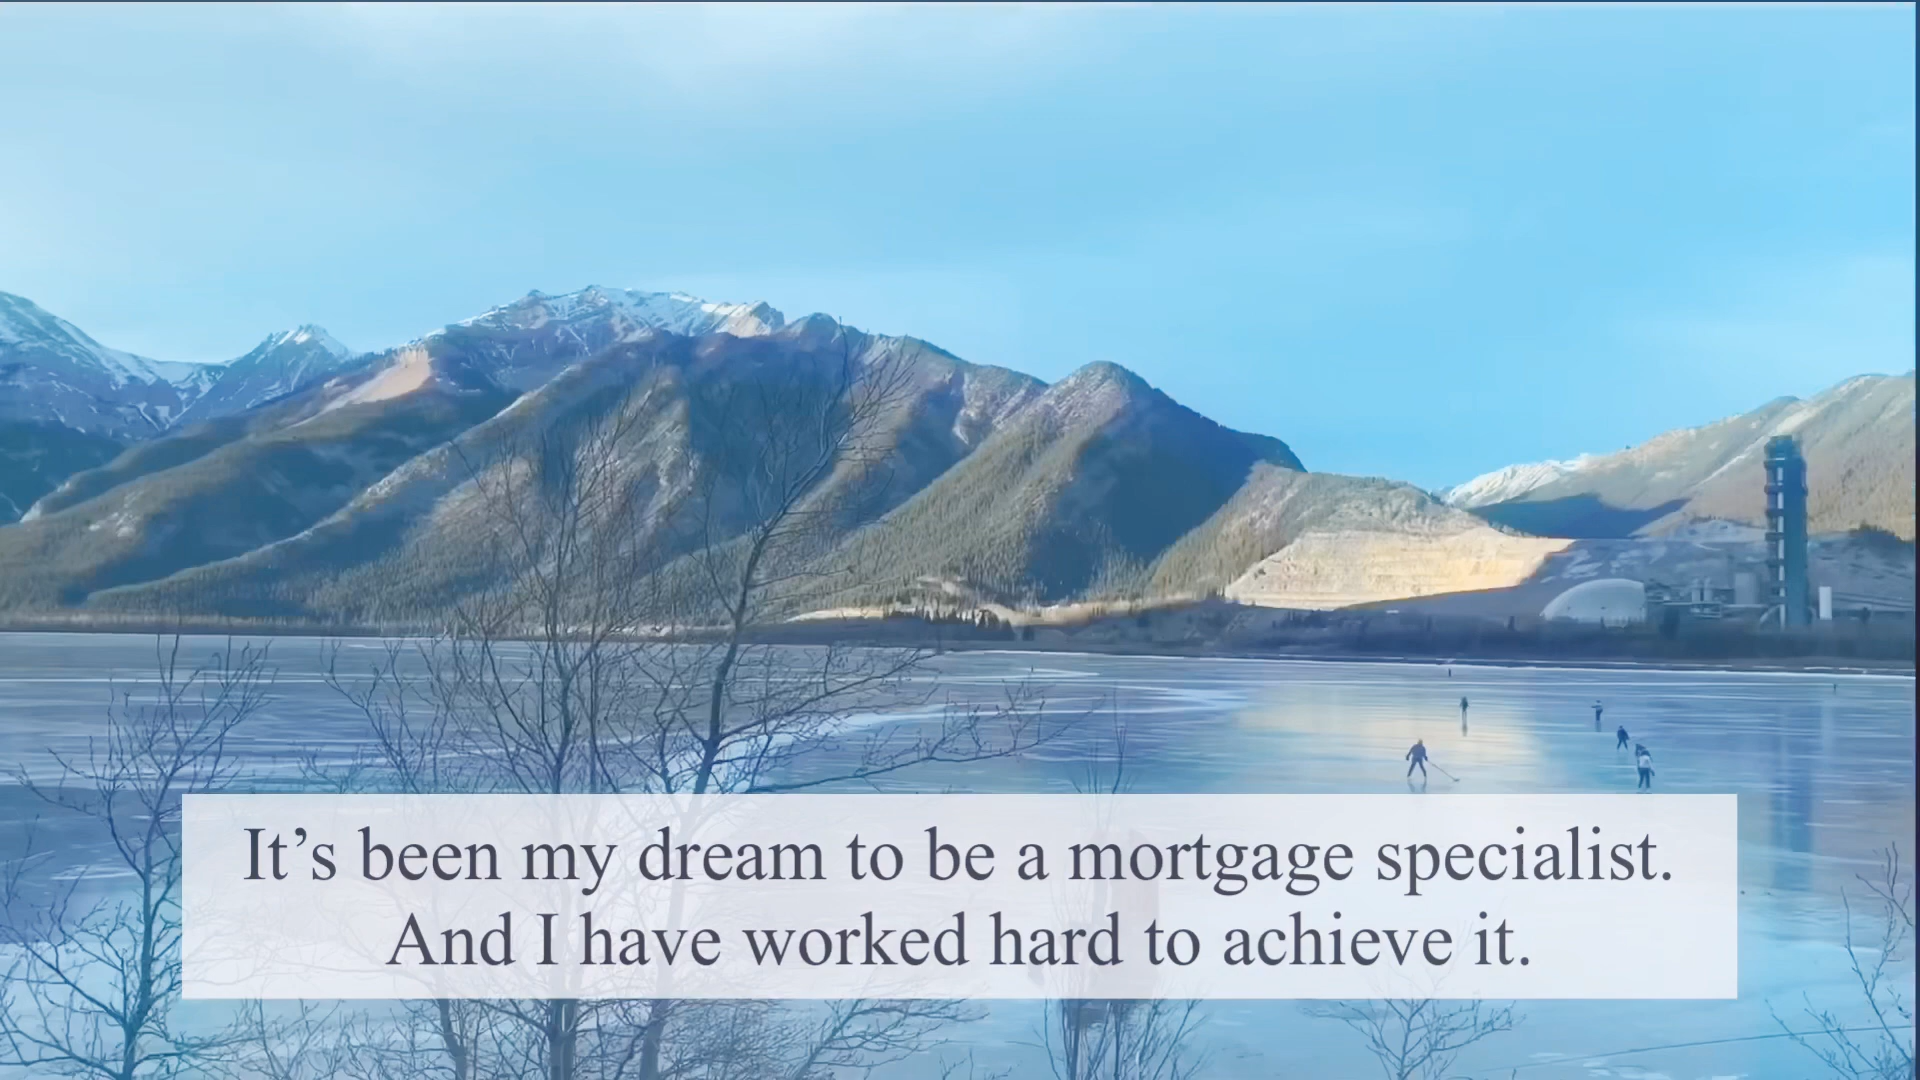 It’s been my dream to be a mortgage specialist.
And I have worked hard to achieve it.